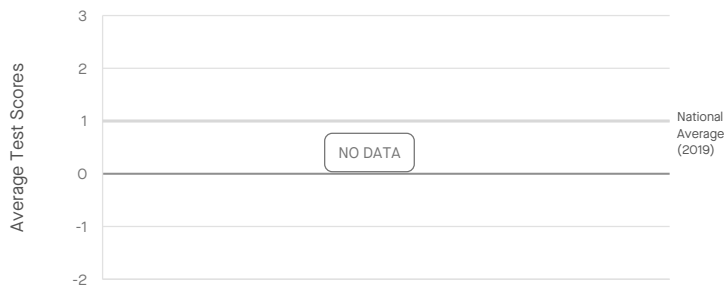 3
2
1
0
-1
-2
Average Test Scores
NO DATA
National
Average
(2019)